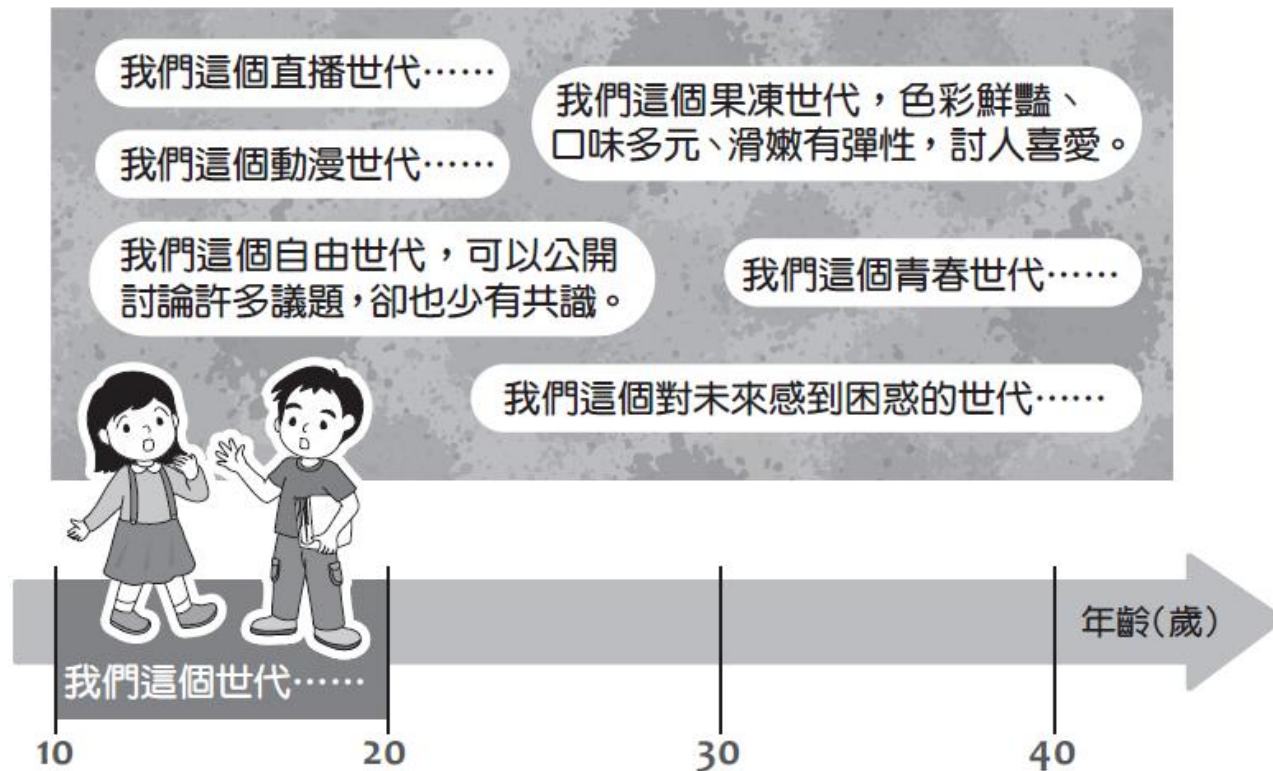 我們這個直播世代……
我們這個果凍世代，色彩鮮豔、
口味多元、滑嫩有彈性，討人喜愛。
我們這個動漫世代……
我們這個自由世代，可以公開
討論許多議題，卻也少有共識。
我們這個青春世代……
我們這個對未來感到困惑的世代……
年齡(歲)
我們這個世代……
10 20 30 40